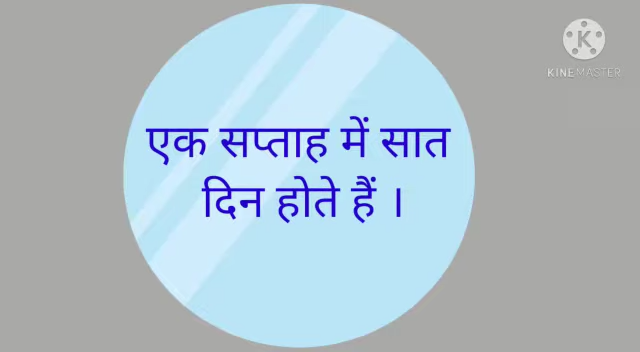 एक सप्ताह में सात
दिन होते हैं ।
KINEMASTER